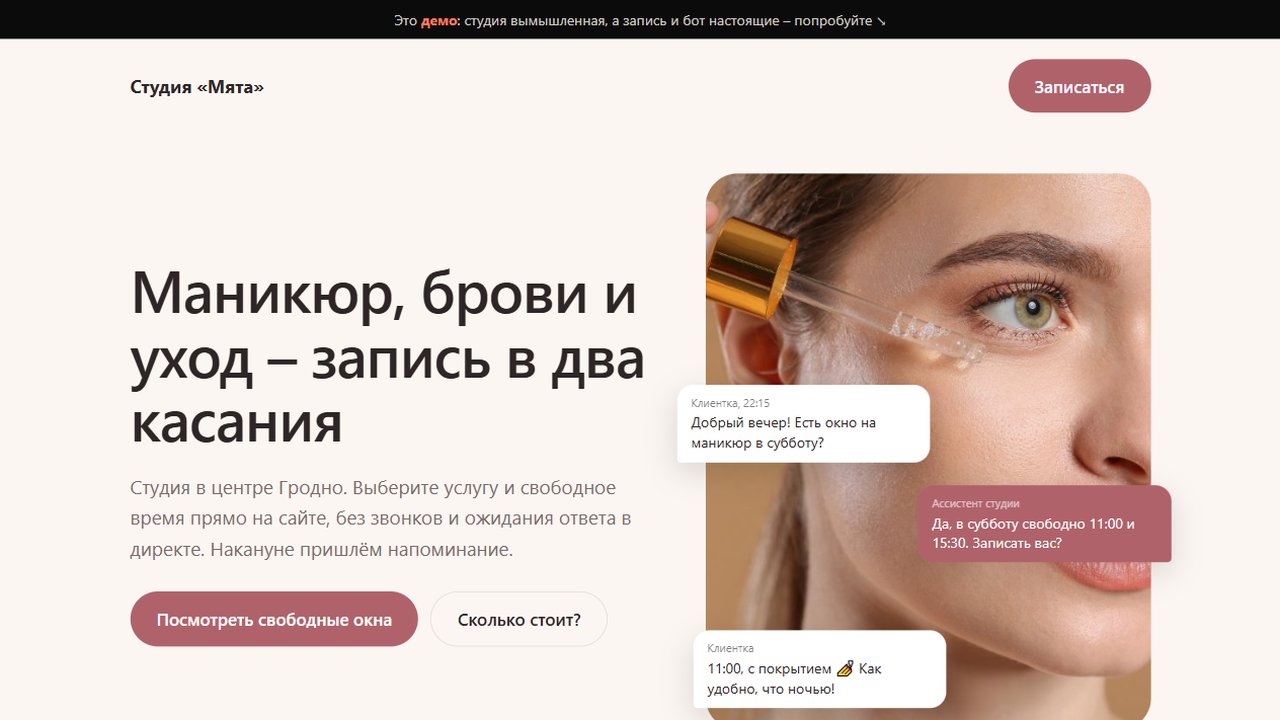 Это демо: студия вымышленная, а запись и бот настоящие – попробуйте ↘
Студия «Мята»
Записаться
Маникюр, брови и
уход – запись в два
касания
Студия в центре Гродно. Выберите услугу и свободное
время прямо на сайте, без звонков и ожидания ответа в
директе. Накануне пришлём напоминание.
Посмотреть свободные окна
Сколько стоит?
Клиентка, 22:15
Добрый вечер! Есть окно на
маникюр в субботу?
Ассистент студии
Да, в субботу свободно 11:00 и
15:30. Записать вас?
Клиентка
11:00, с покрытием 💅 Как
удобно, что ночью!